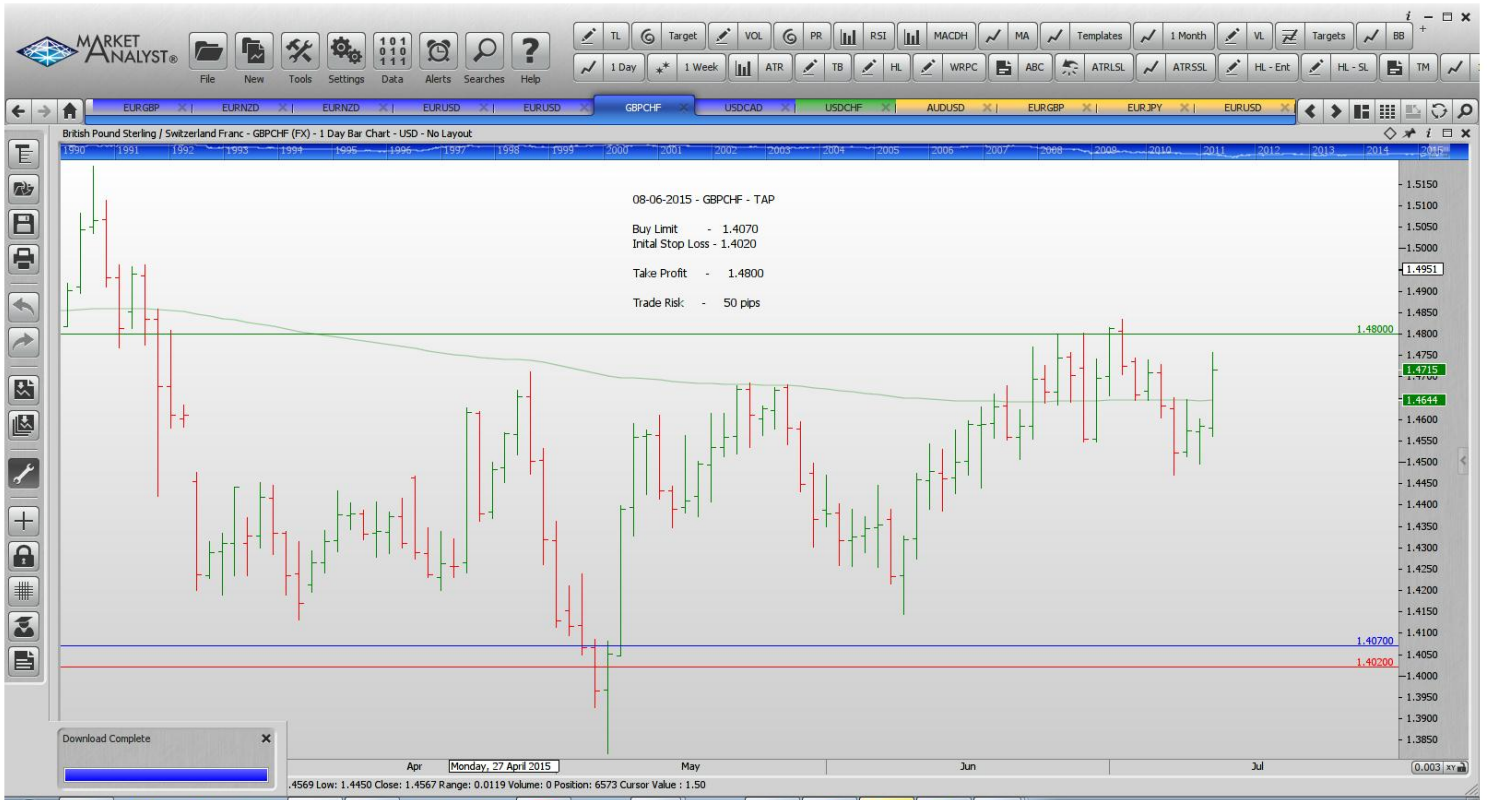 i
MARKET ANALYST®
File New Tools Settings Data Alerts Searches Help
TL Target VOL PR RSI MACDH MA Templates 1 Month VL Targets BB
1 Day 1 Week ATR TB HL WRPC ABC ATRLSL ATRSSL HL - Ent HL - SL TM
EURGBP EURNZD EURNZD EURUSD EURUSD GBPCHF USDCAD USDCHF AUDUSD EURGBP EURJPY EURUSD
British Pound Sterling / Switzerland Franc - GBPCHF (FX) - 1 Day Bar Chart - USD - No Layout
1990 1991 1992 1993 1994 1995 1996 1997 1998 1999 2000 2001 2002 2003 2004 2005 2006 2007 2008 2009 2010 2011 2012 2013 2014 2015
08-06-2015 - GBPCHF - TAP
Buy Limit - 1.4070
Inital Stop Loss - 1.4020
Take Profit - 1.4800
Trade Risk - 50 pips
1.5150
1.5100
1.5050
1.5000
1.4951
1.4900
1.4850
1.48000 1.4800
1.4750
1.4715
1.4700
1.4644
1.4600
1.4550
1.4500
1.4450
1.4400
1.4350
1.4300
1.4250
1.4200
1.4150
1.4100
1.40700
1.4050
1.40200
1.4000
1.3950
1.3900
1.3850
Download Complete
Apr Monday, 27 April 2015 May Jun Jul 0.003 XY
.4569 Low: 1.4450 Close: 1.4567 Range: 0.0119 Volume: 0 Position: 6573 Cursor Value : 1.50